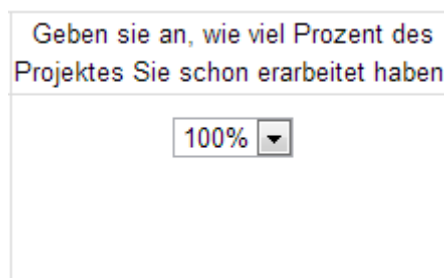 Geben sie an, wie viel Prozent des
Projektes Sie schon erarbeitet haben
100%